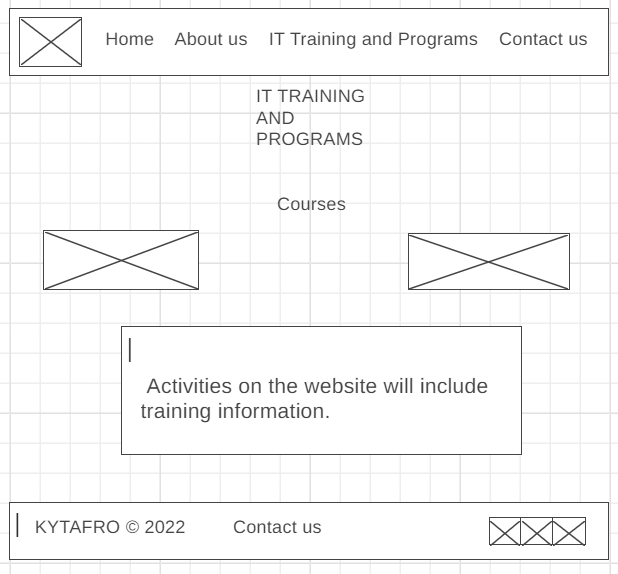 Home About us IT Training and Programs Contact us
IT TRAINING
AND
PROGRAMS
Courses
Activities on the website will include
training information.
KYTAFRO © 2022 Contact us